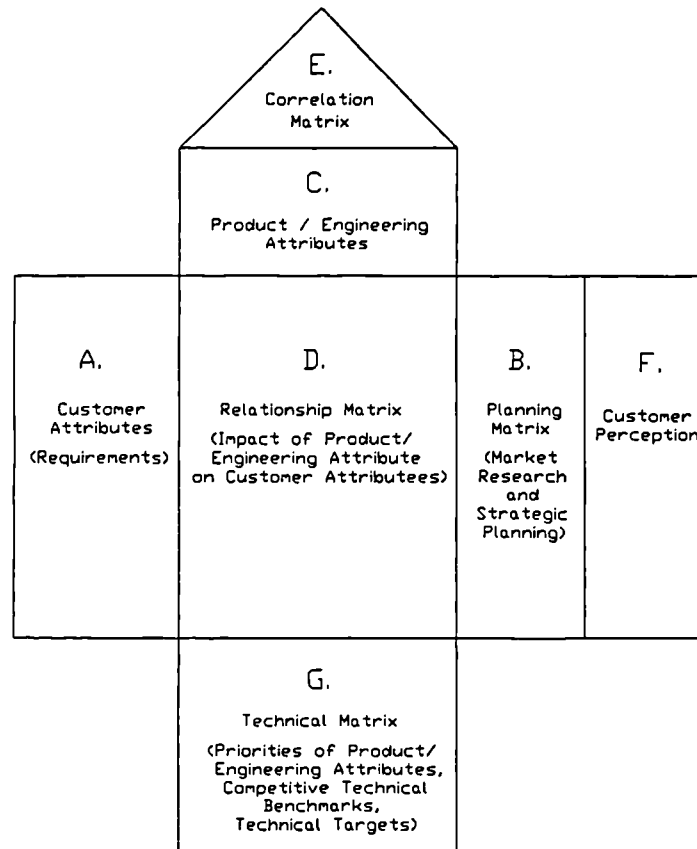 E.
Correlation
Matrix
C.
Product / Engineering
Attributes
A.
Customer
Attributes
(Requirements)
D.
Relationship Matrix
(Impact of Product/
Engineering Attribute
on Customer Attributees)
B.
Planning
Matrix
(Market
Research
and
Strategic
Planning)
F.
Customer
Perception
G.
Technical Matrix
(Priorities of Product/
Engineering Attributes,
Competitive Technical
Benchmarks,
Technical Targets)